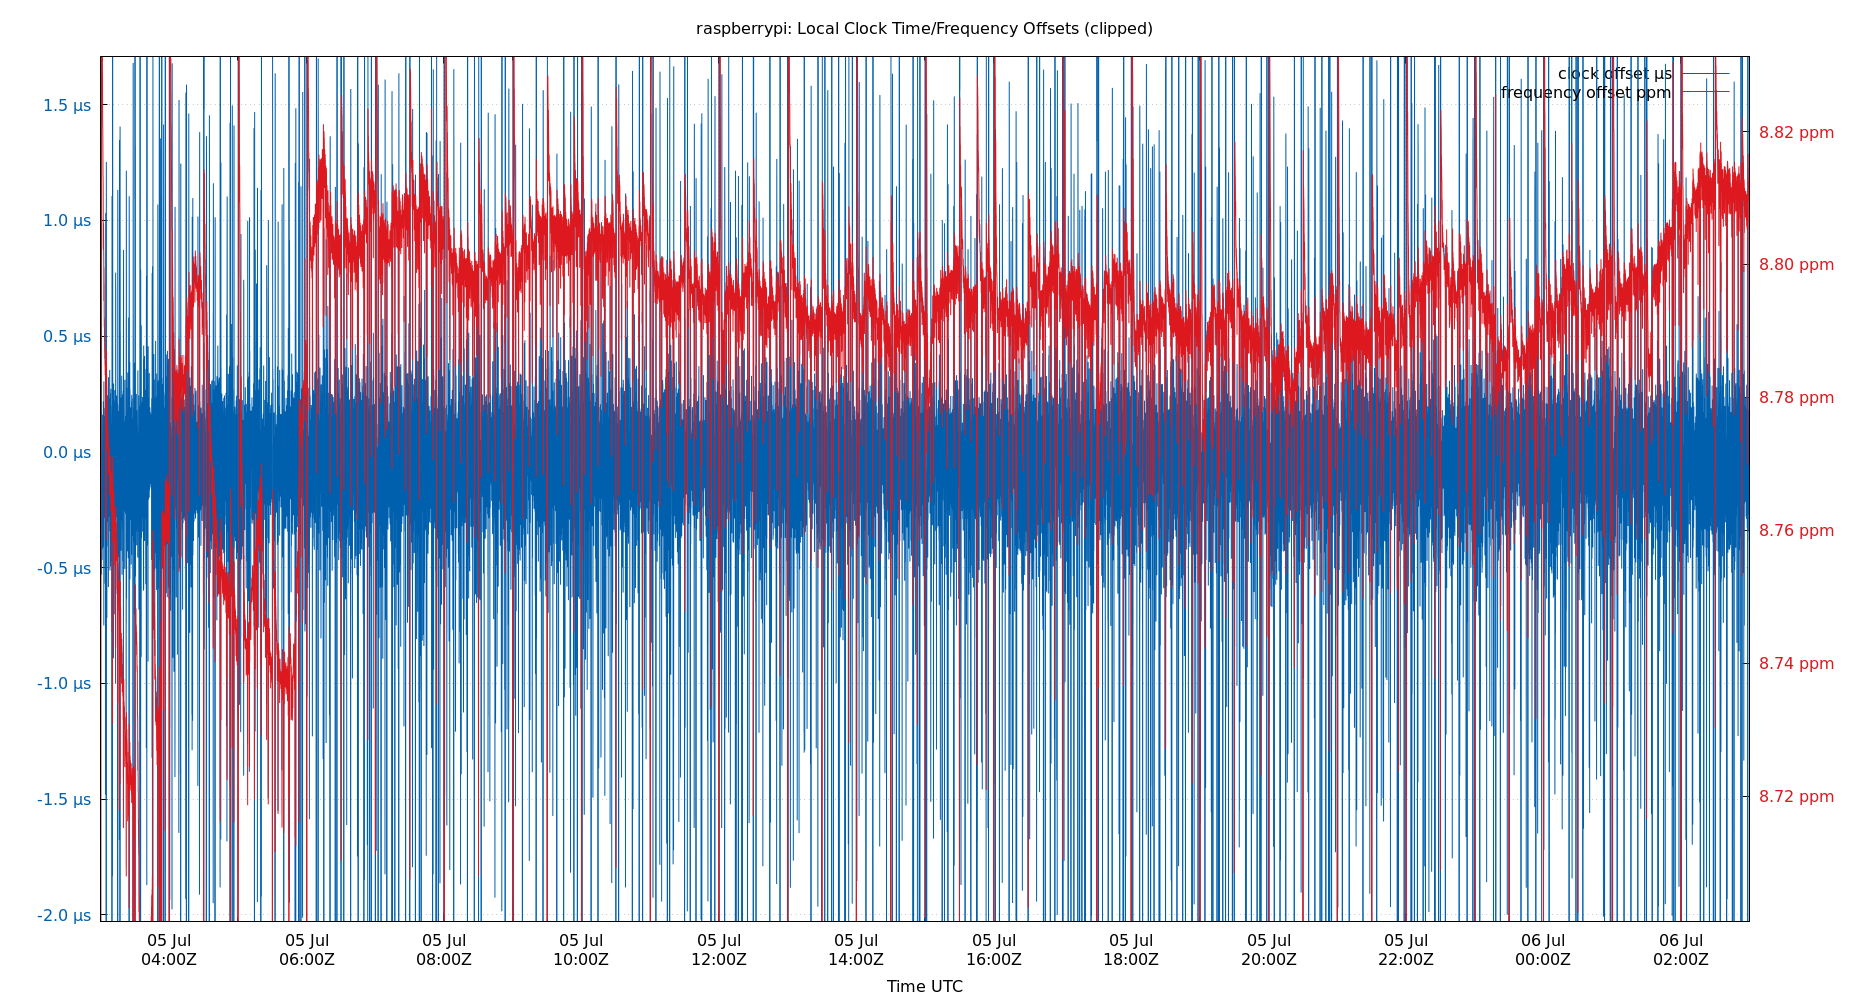 raspberrypi: Local Clock Time/Frequency Offsets (clipped)
clock offset µs
frequency offset ppm
1.5 µs
1.0 µs
0.5 µs
0.0 µs
-0.5 µs
-1.0 µs
-1.5 µs
-2.0 µs
8.82 ppm
8.80 ppm
8.78 ppm
8.76 ppm
8.74 ppm
8.72 ppm
05 Jul 05 Jul 05 Jul 05 Jul 05 Jul 05 Jul 05 Jul 05 Jul 05 Jul 05 Jul 06 Jul 06 Jul
04:00Z 06:00Z 08:00Z 10:00Z 12:00Z 14:00Z 16:00Z 18:00Z 20:00Z 22:00Z 00:00Z 02:00Z
Time UTC